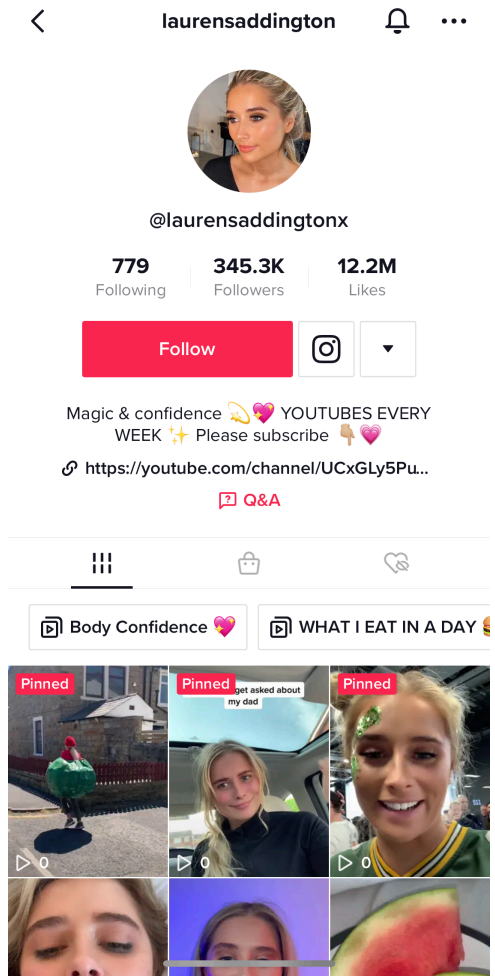 laurensaddington
@laurensaddingtonx
779
Following
345.3K
Followers
12.2M
Likes
Follow
Magic & confidence 💫💖 YOUTUBES EVERY
WEEK ✨ Please subscribe 👇🏼💗
https://youtube.com/channel/UCxGLy5Pu...
Q&A
Body Confidence 💖
WHAT I EAT IN A DAY 🍔
Pinned
0
Pinned
get asked about
my dad
0
Pinned
0